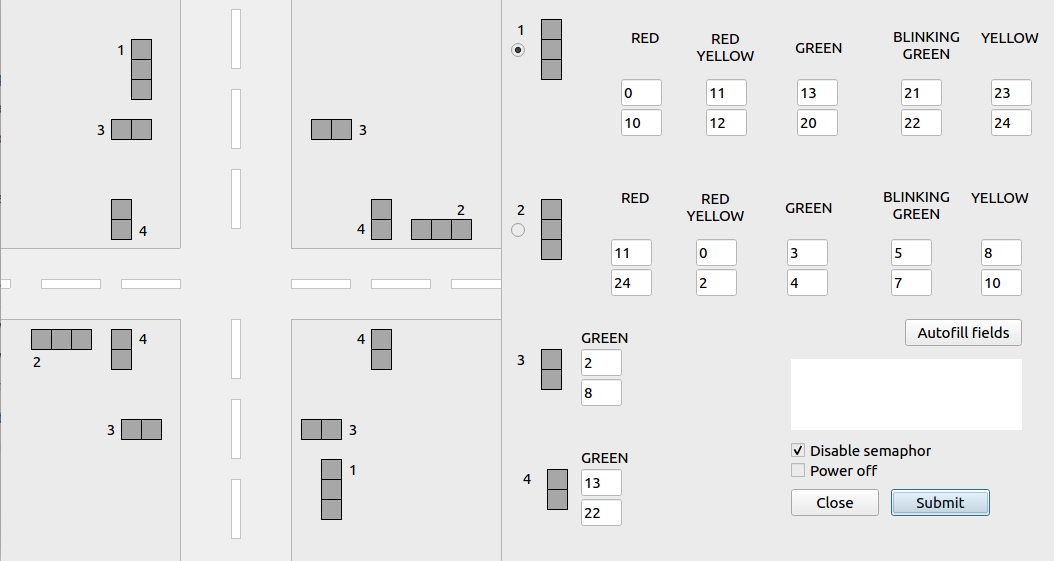 1
3
3
4
4
2
2
4
4
3
3
1
1
RED
RED
YELLOW
GREEN
BLINKING
GREEN
YELLOW
0
11
13
21
23
10
12
20
22
24
2
RED
RED
YELLOW
GREEN
BLINKING
GREEN
YELLOW
11
0
3
5
8
24
2
4
7
10
3
GREEN
2
8
Autofill fields
4
GREEN
13
22
Disable semaphor
Power off
Close
Submit